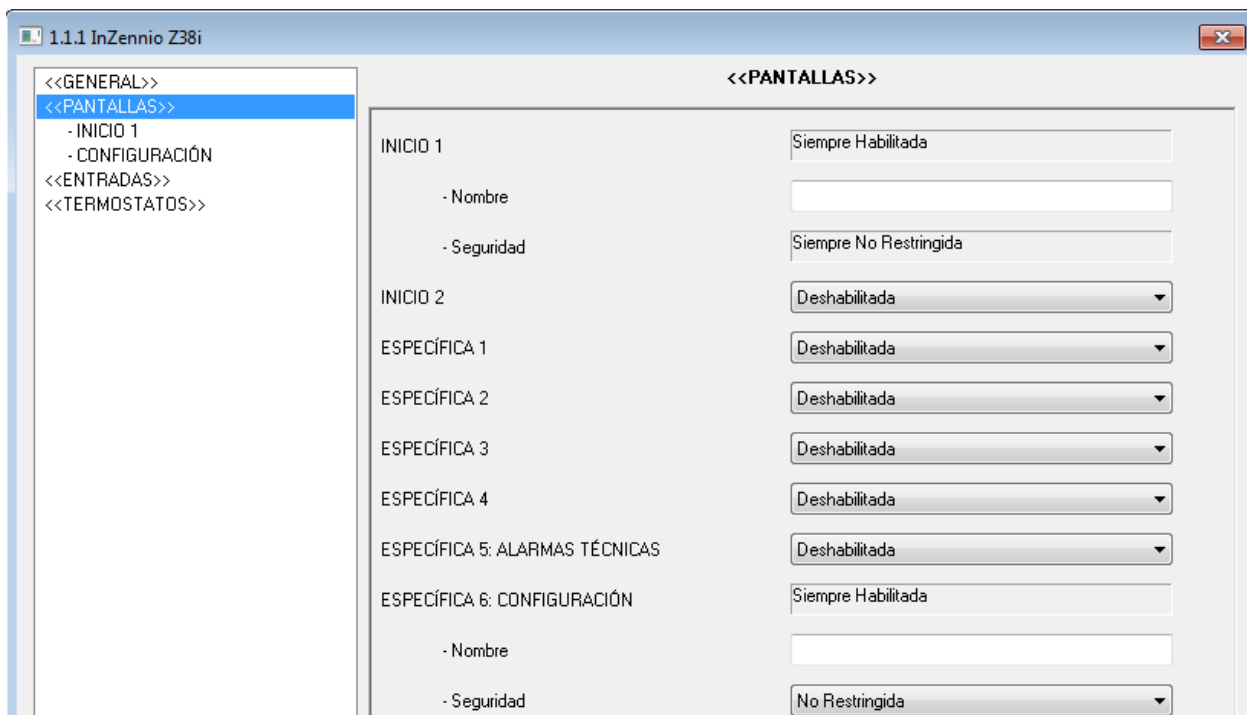 1.1.1 InZennio Z38i
<<GENERAL>>
<<PANTALLAS>>
- INICIO 1
- CONFIGURACIÓN
<<ENTRADAS>>
<<TERMOSTATOS>>
<<PANTALLAS>>
INICIO 1 Siempre Habilitada
- Nombre
- Seguridad Siempre No Restringida
INICIO 2 Deshabilitada
ESPECÍFICA 1 Deshabilitada
ESPECÍFICA 2 Deshabilitada
ESPECÍFICA 3 Deshabilitada
ESPECÍFICA 4 Deshabilitada
ESPECÍFICA 5: ALARMAS TÉCNICAS Deshabilitada
ESPECÍFICA 6: CONFIGURACIÓN Siempre Habilitada
- Nombre
- Seguridad No Restringida